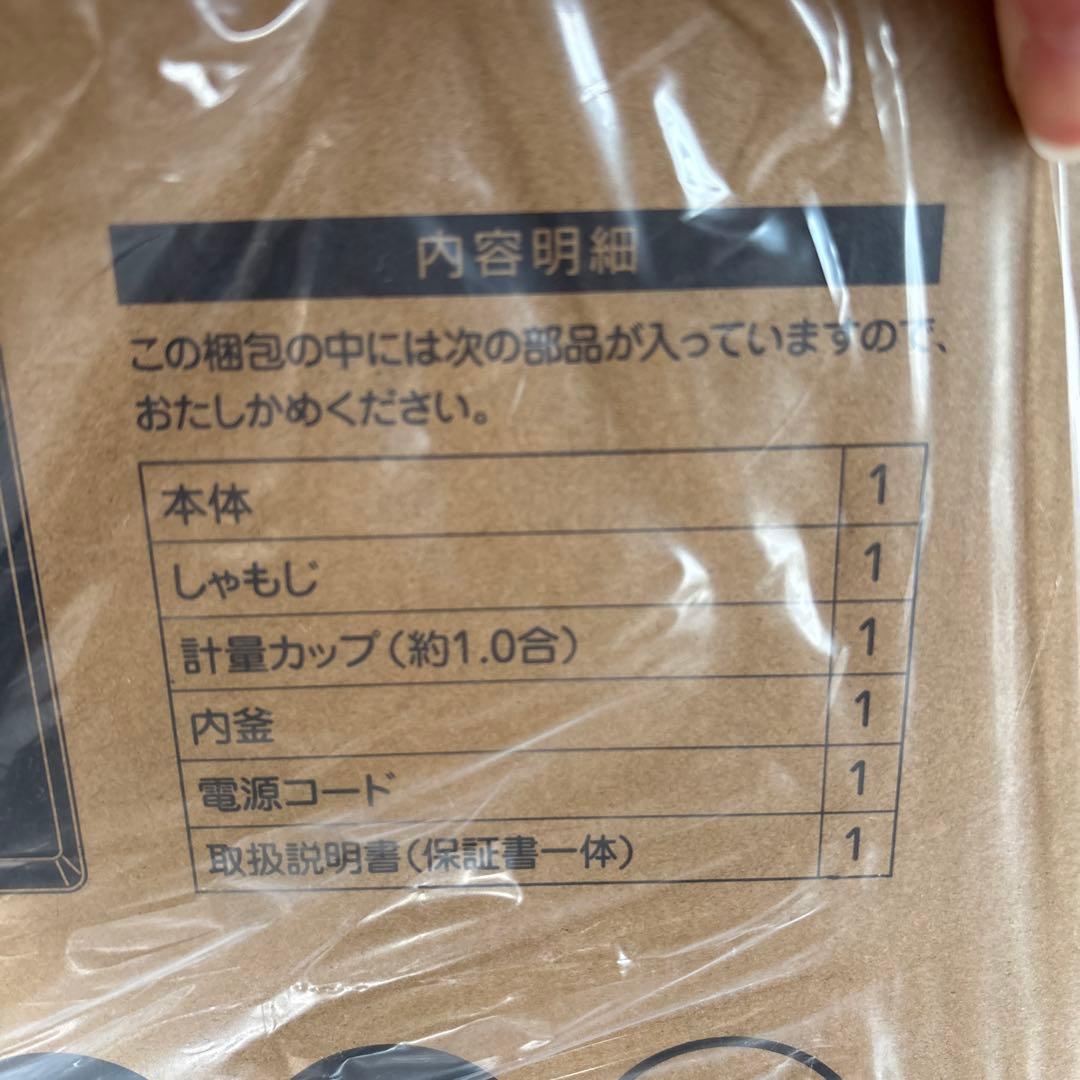 内容明細
この梱包の中には次の部品が入っていますので、
おたしかめください。
本体 1
しゃもじ 1
計量カップ(約1.0合) 1
内釜 1
電源コード 1
取扱説明書(保証書一体) 1